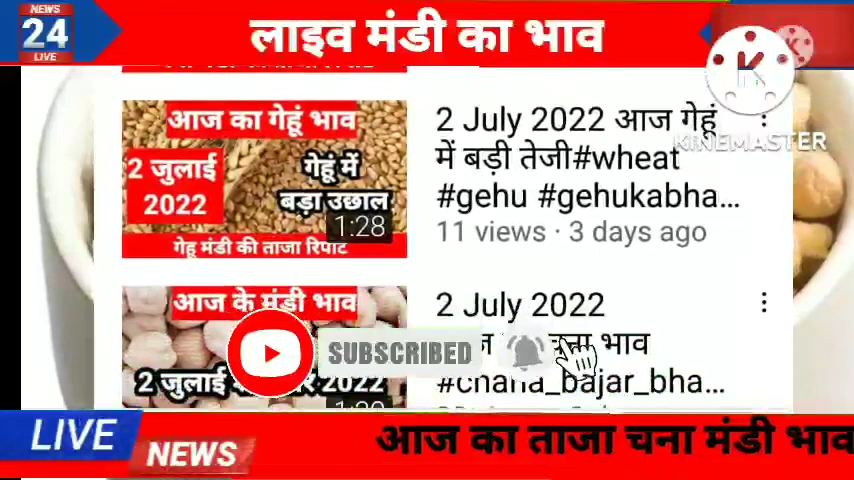 NEWS
24
LIVE
लाइव मंडी का भाव
KINEMASTER
आज का गेहूं भाव
2 जुलाई
2022
गेहूं में
बड़ा उछाल
1:28
गेहू मंडी की ताजा रिपोट
2 July 2022 आज गेहूं
में बड़ी तेजी#wheat
#gehu #gehukabha...
11 views · 3 days ago
आज के मंडी भाव
2 जुलाई
2022
2 July 2022
भाव
#chana_bajar_bha...
SUBSCRIBED
LIVE
NEWS
आज का ताजा चना मंडी भाव